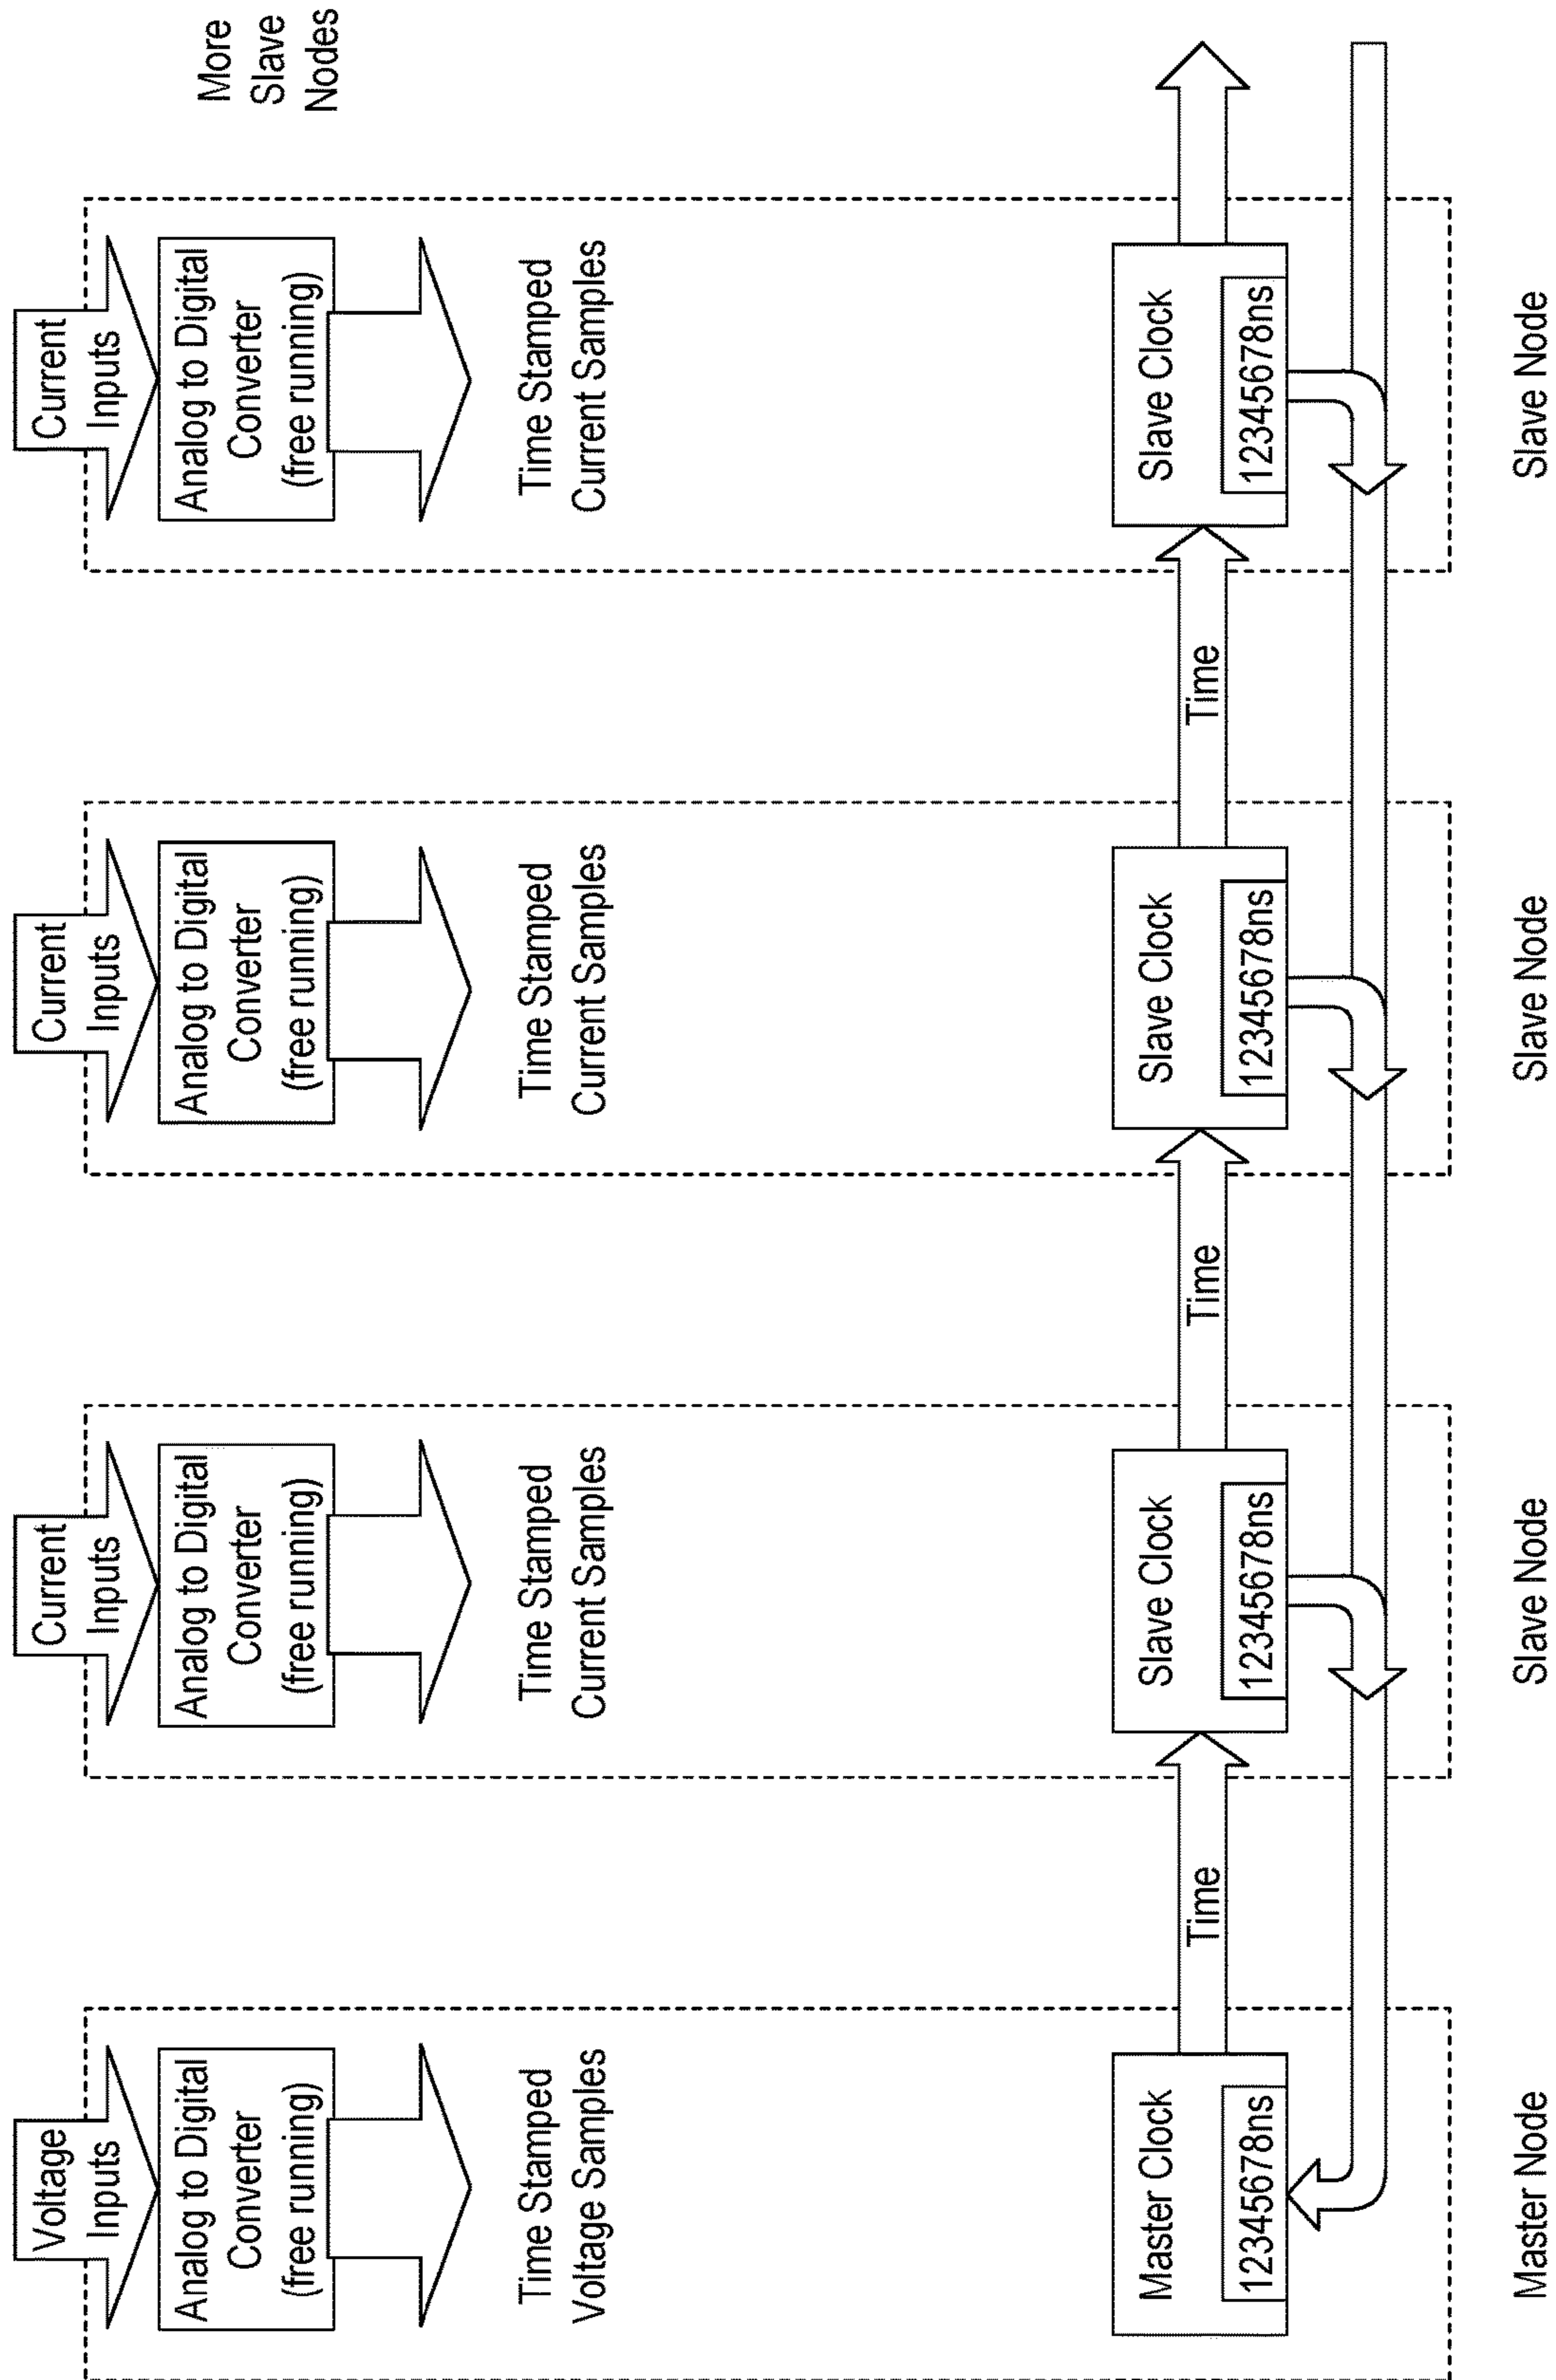 Voltage
Inputs
Analog to Digital
Converter
(free running)
Time Stamped
Voltage Samples
Master Clock
12345678ns
Master Node
Time
Current
Inputs
Analog to Digital
Converter
(free running)
Time Stamped
Current Samples
Slave Clock
12345678ns
Slave Node
Time
Current
Inputs
Analog to Digital
Converter
(free running)
Time Stamped
Current Samples
Slave Clock
12345678ns
Slave Node
Time
Current
Inputs
Analog to Digital
Converter
(free running)
Time Stamped
Current Samples
Slave Clock
12345678ns
Slave Node
More
Slave
Nodes